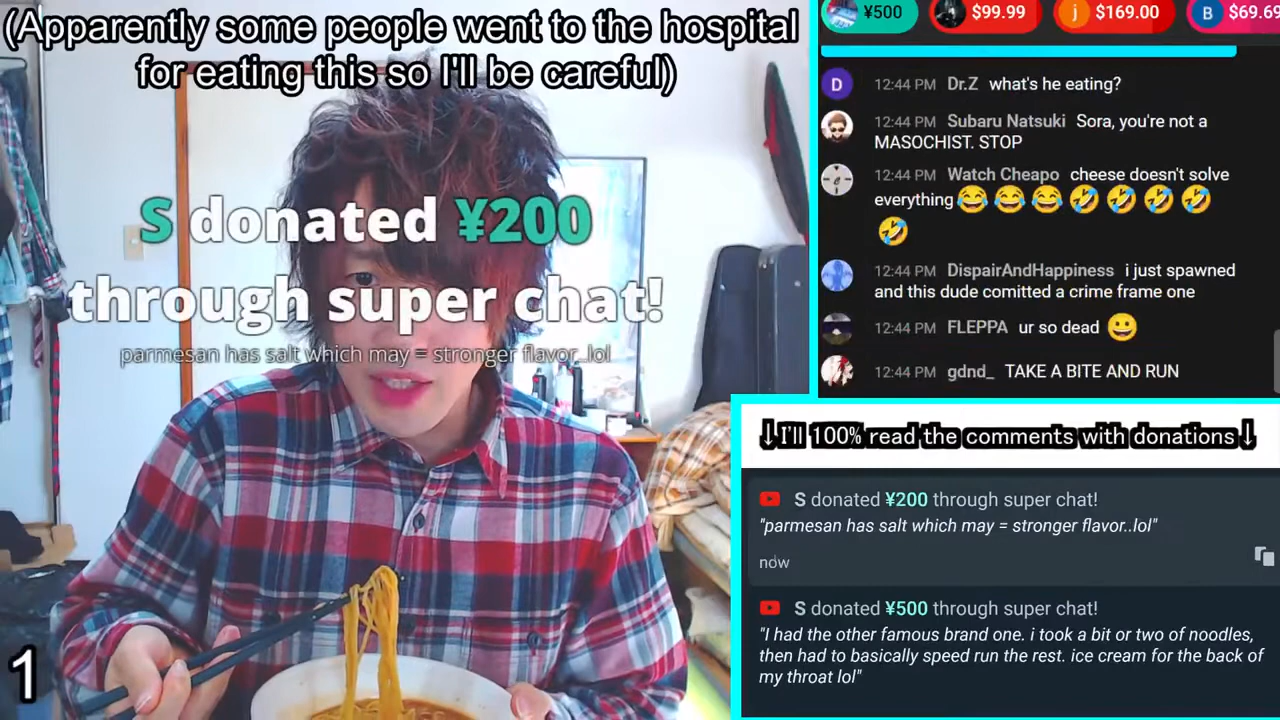 (Apparently some people went to the hospital
for eating this so I'll be careful)
S donated ¥200
through super chat!
parmesan has salt which may = stronger flavor..lol
1
¥500
$99.99
j $169.00
B $69.69
D 12:44 PM Dr.Z what's he eating?
12:44 PM Subaru Natsuki Sora, you're not a
MASOCHIST. STOP
12:44 PM Watch Cheapo cheese doesn't solve
everything😂😂😂🤣🤣🤣🤣
🤣
12:44 PM DispairAndHappiness i just spawned
and this dude comitted a crime frame one
12:44 PM FLEPPA ur so dead 😀
12:44 PM gdnd_ TAKE A BITE AND RUN
↓I'll 100% read the comments with donations↓
S donated ¥200 through super chat!
"parmesan has salt which may = stronger flavor..lol"
now
S donated ¥500 through super chat!
"I had the other famous brand one. i took a bit or two of noodles,
then had to basically speed run the rest. ice cream for the back of
my throat lol"